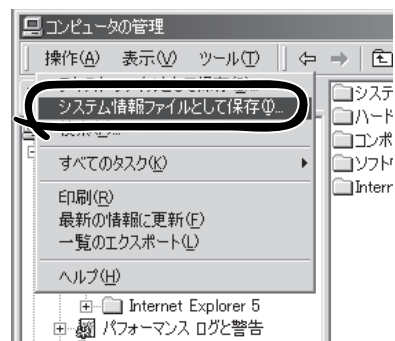 コンピュータの管理
操作(A) 表示(V) ツール(T)
システム情報ファイルとして保存(I)...
すべてのタスク(K)
印刷(R)
最新の情報に更新(F)
一覧のエクスポート(L)
ヘルプ(H)
Internet Explorer 5
パフォーマンス ログと警告
システ
ハード
コンポ
ソフト
Intern